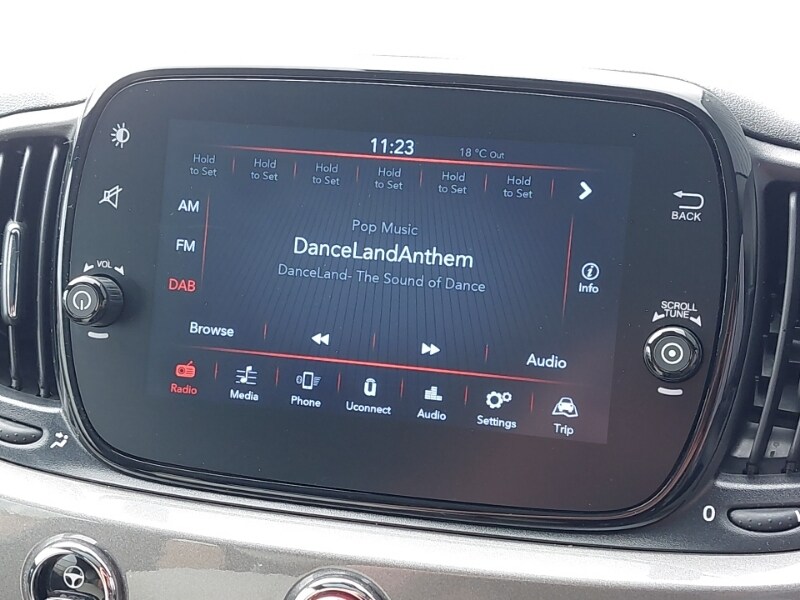 11:23
18 °C Out
Hold to Set
Hold to Set
Hold to Set
Hold to Set
Hold to Set
Hold to Set
AM
FM
DAB
Pop Music
DanceLandAnthem
DanceLand- The Sound of Dance
Info
Browse
Audio
Radio
Media
Phone
Uconnect
Audio
Settings
Trip
VOL
BACK
SCROLL
TUNE
0